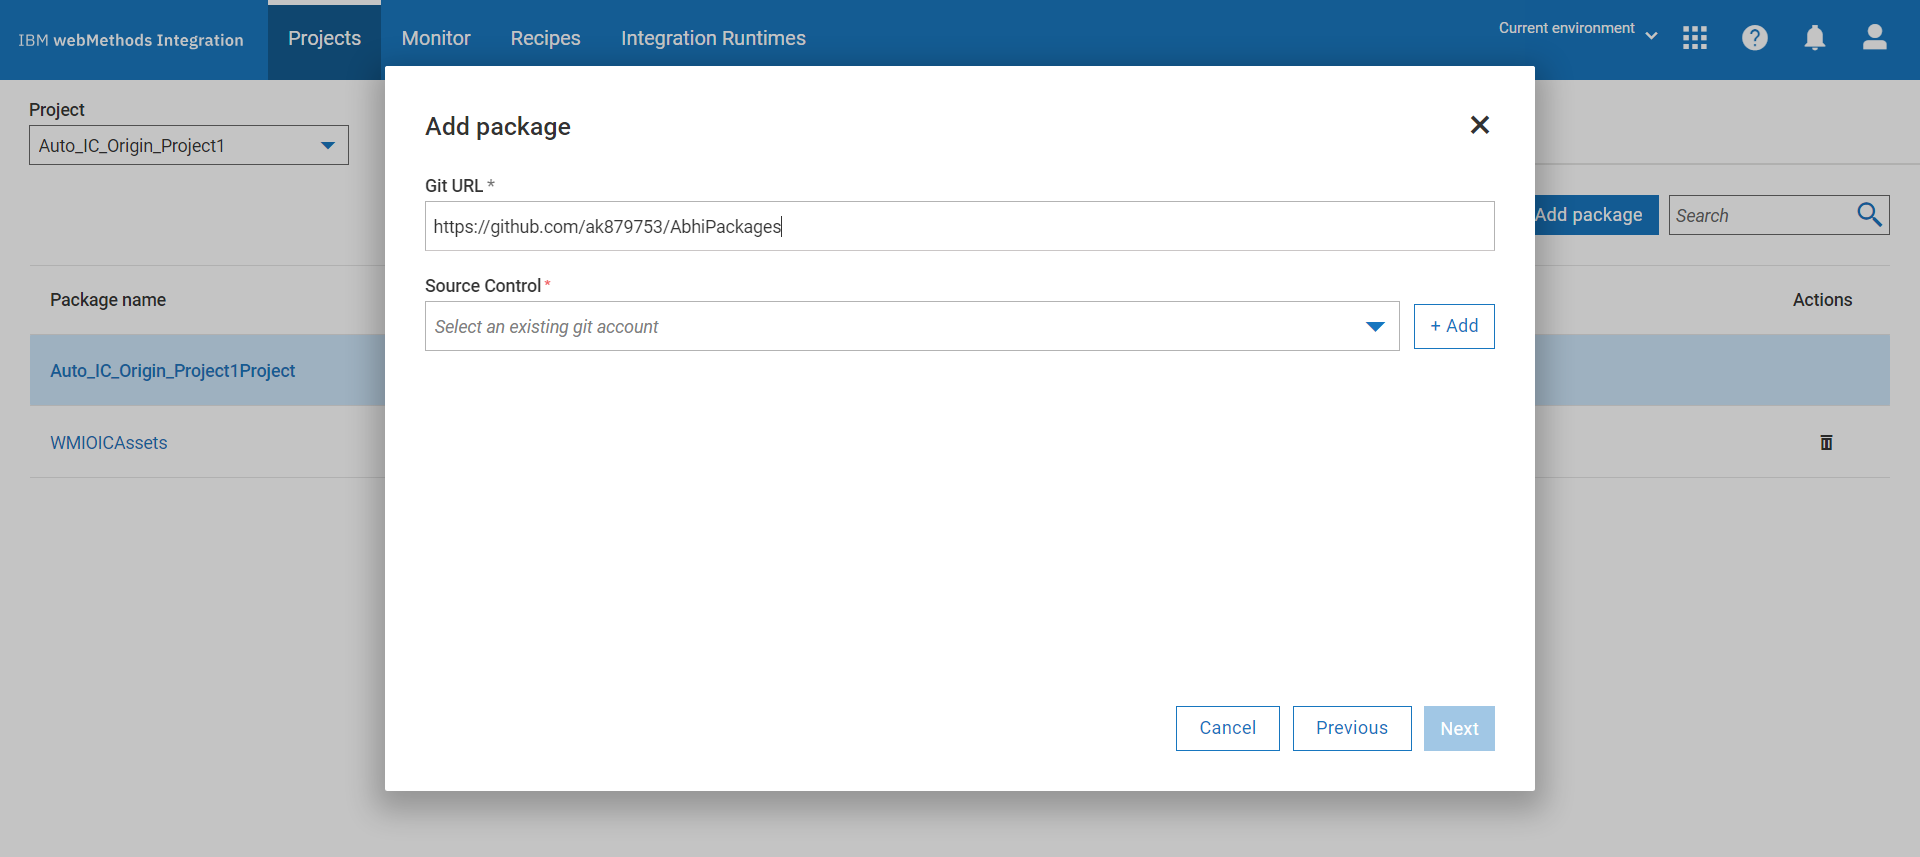 IBM webMethods Integration
Projects
Monitor
Recipes
Integration Runtimes
Current environment
Project
Auto_IC_Origin_Project1
Add package
Search
Package name
Actions
Auto_IC_Origin_Project1Project
WMIOICAssets
Add package
Git URL *
https://github.com/ak879753/AbhiPackages
Source Control *
Select an existing git account
+ Add
Cancel
Previous
Next